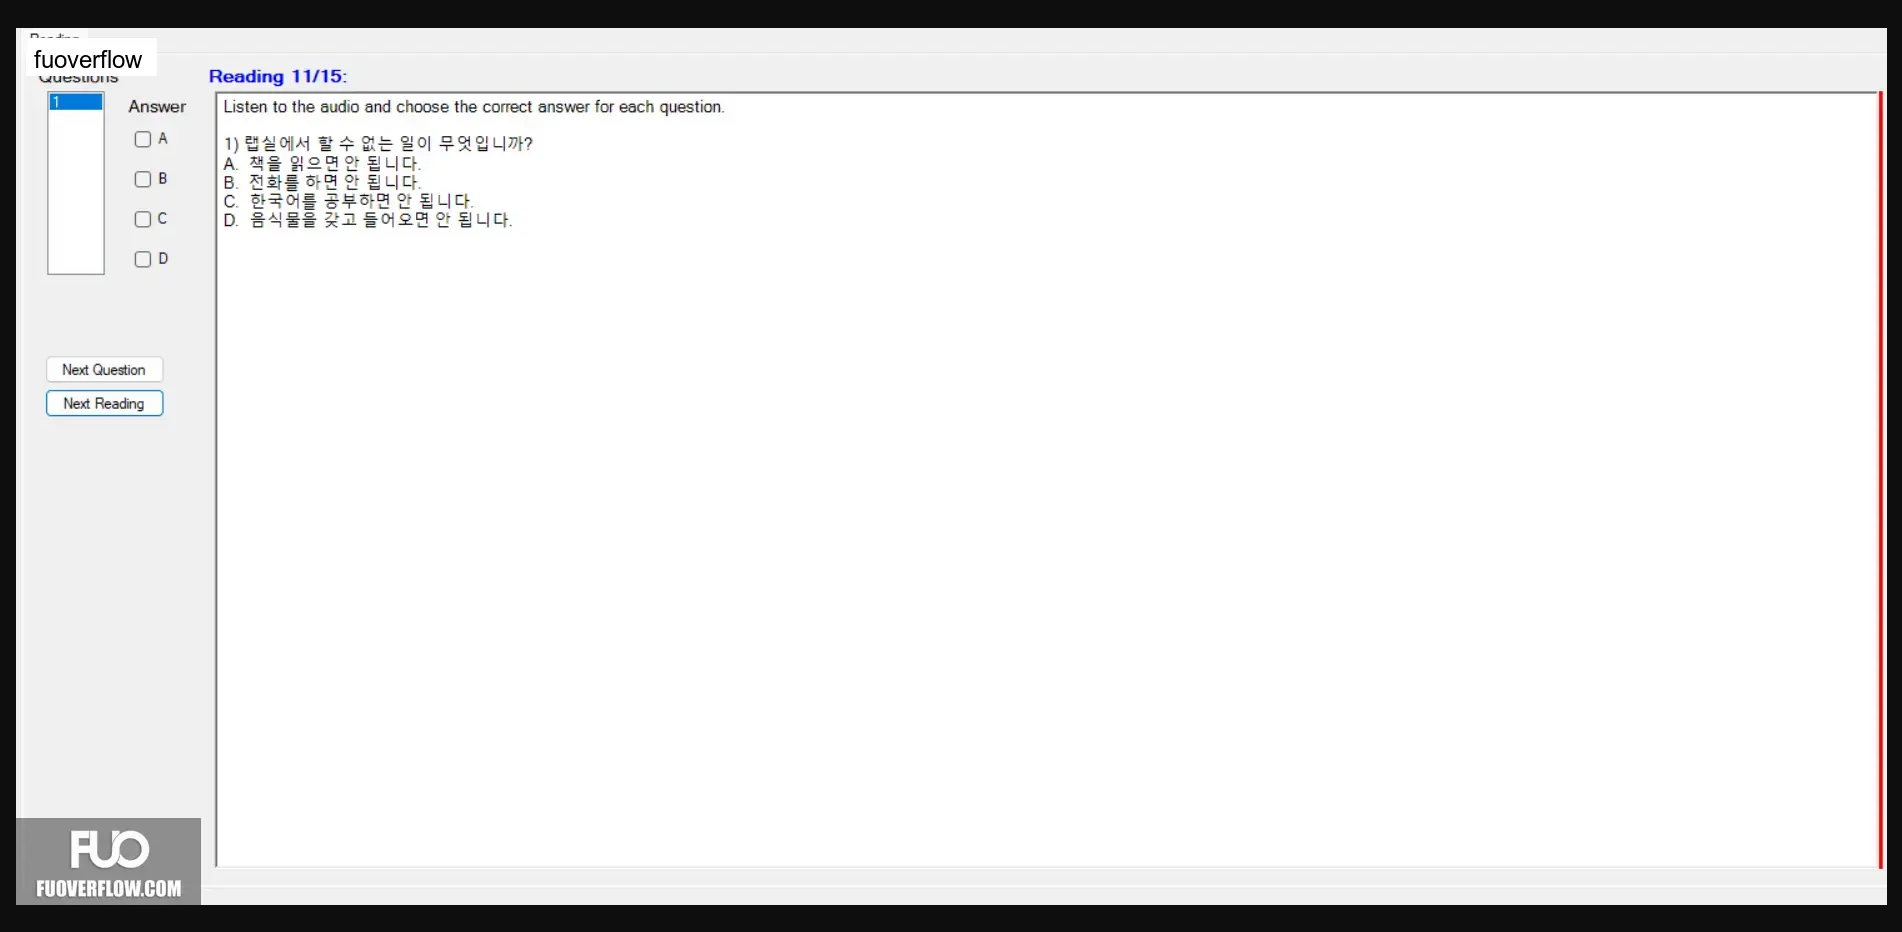 fuoverflow
Questions
Reading 11/15:
1
Answer
A
B
C
D
Next Question
Next Reading
Listen to the audio and choose the correct answer for each question.
1) 랩실에서 할 수 없는 일이 무엇입니까?
A. 책을 읽으면 안 됩니다.
B. 전화를 하면 안 됩니다.
C. 한국어를 공부하면 안 됩니다.
D. 음식물을 갖고 들어오면 안 됩니다.
FUO
FUOVERFLOW.COM